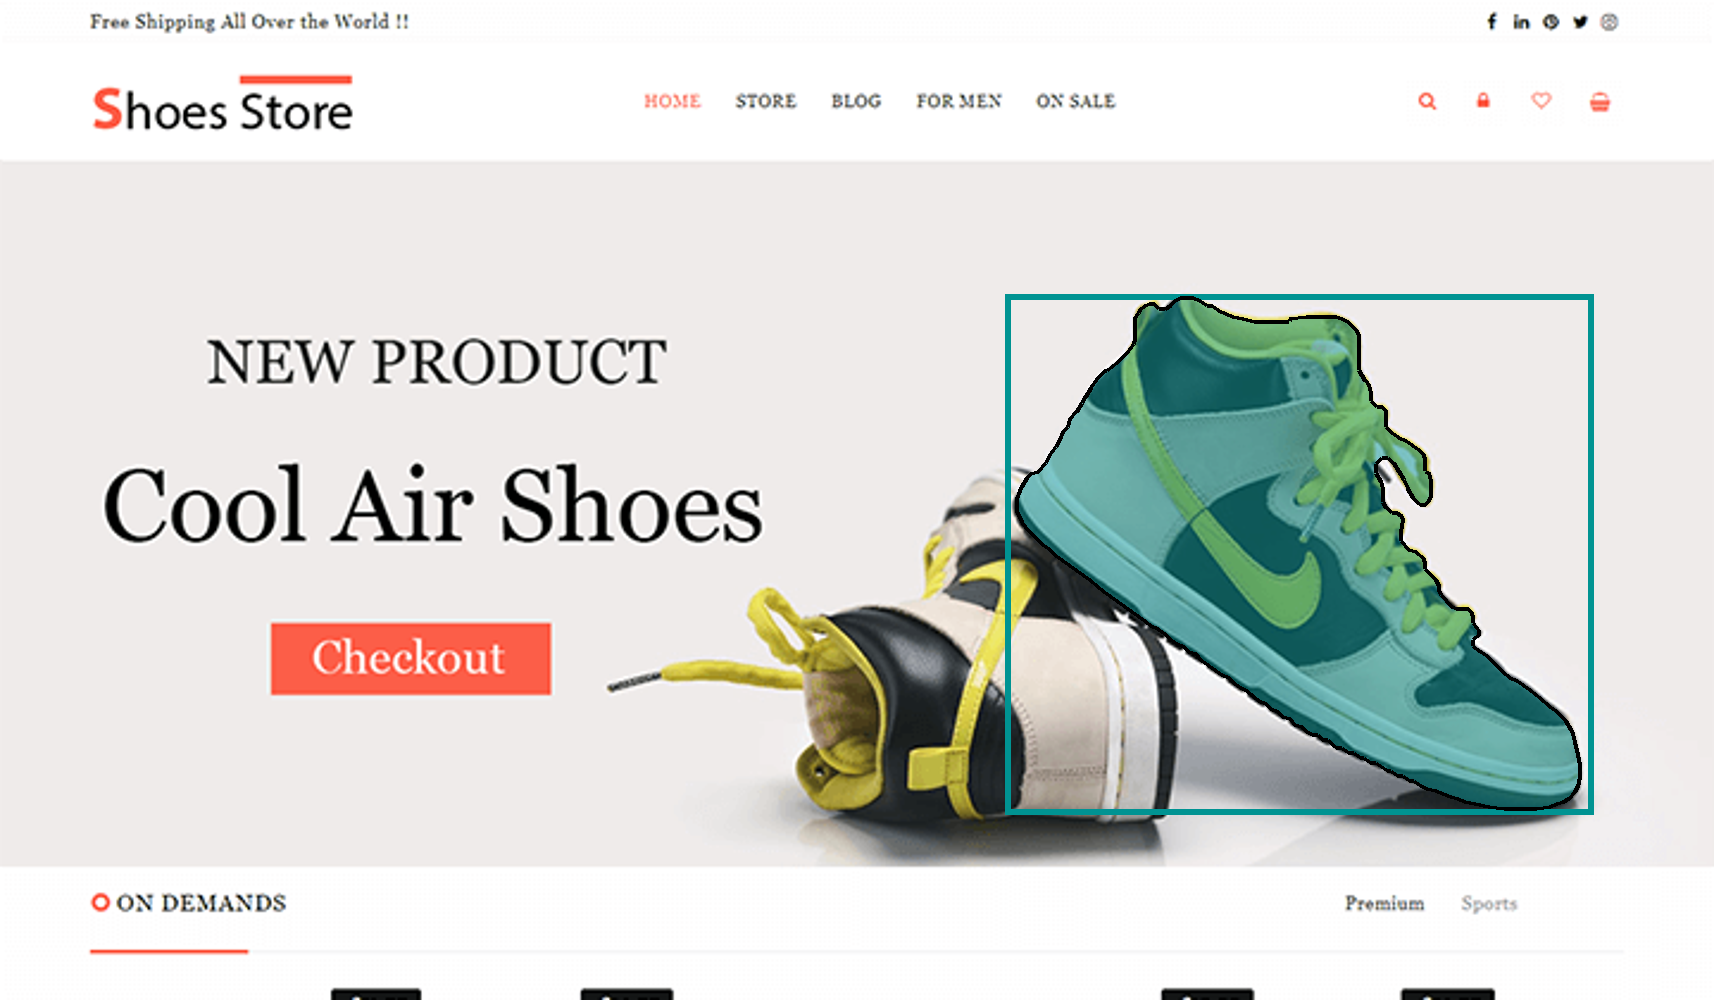 Free Shipping All Over the World !!
Shoes Store
HOME STORE BLOG FOR MEN ON SALE
NEW PRODUCT
Cool Air Shoes
Checkout
ON DEMANDS
Premium Sports